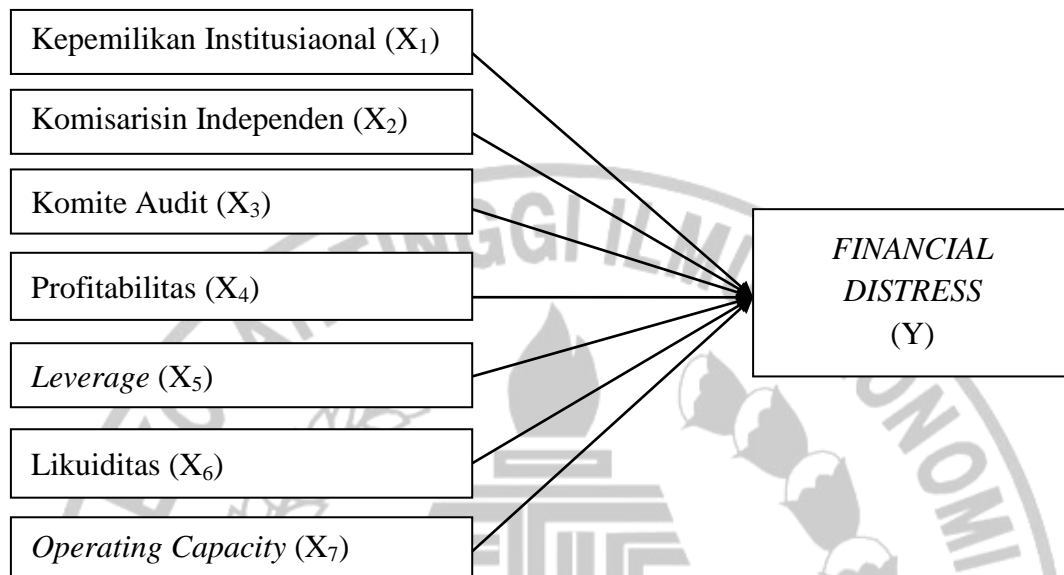 Kepemilikan Institusiaonal (X₁)
Komisarisin Independen (X₂)
Komite Audit (X₃)
Profitabilitas (X₄)
Leverage (X₅)
Likuiditas (X₆)
Operating Capacity (X₇)
FINANCIAL
DISTRESS
(Y)